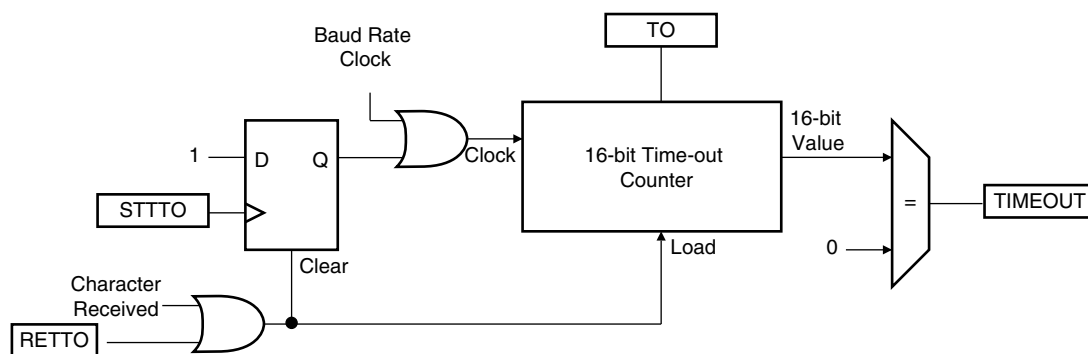 TO
Baud Rate
Clock
16-bit
Value
1
D
Q
Clock
16-bit Time-out
Counter
STTTO
=
TIMEOUT
Clear
Load
0
Character
Received
RETTO